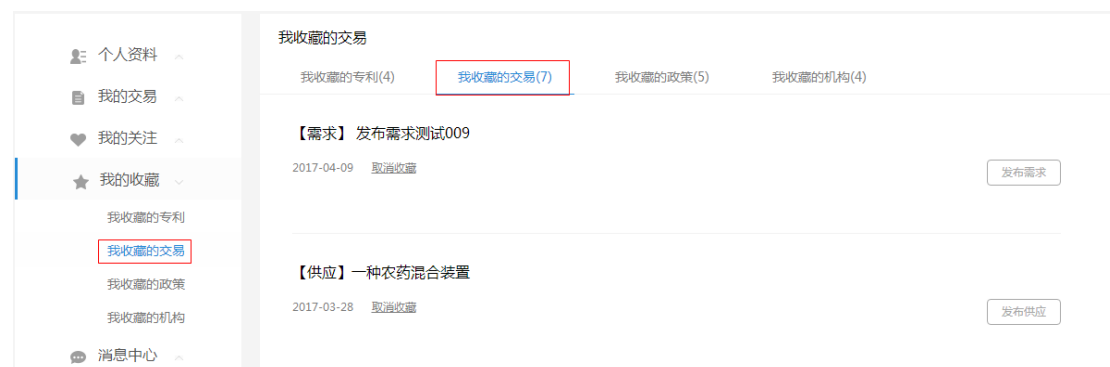 个人资料
我的交易
我的关注
我的收藏
我收藏的专利
我收藏的交易
我收藏的政策
我收藏的机构
消息中心
我收藏的交易
我收藏的专利(4) 我收藏的交易(7) 我收藏的政策(5) 我收藏的机构(4)
【需求】 发布需求测试009
2017-04-09 取消收藏
发布需求
【供应】一种农药混合装置
2017-03-28 取消收藏
发布供应